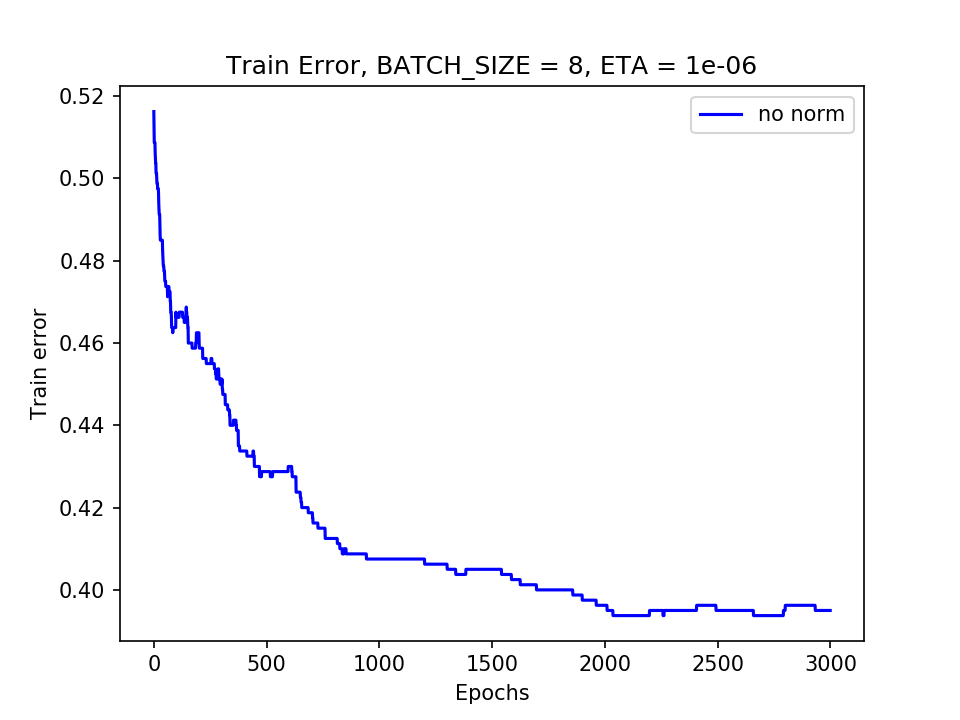 Train Error, BATCH_SIZE = 8, ETA = 1e-06
no norm
0.52
0.50
0.48
0.46
0.44
0.42
0.40
Train error
0 500 1000 1500 2000 2500 3000
Epochs